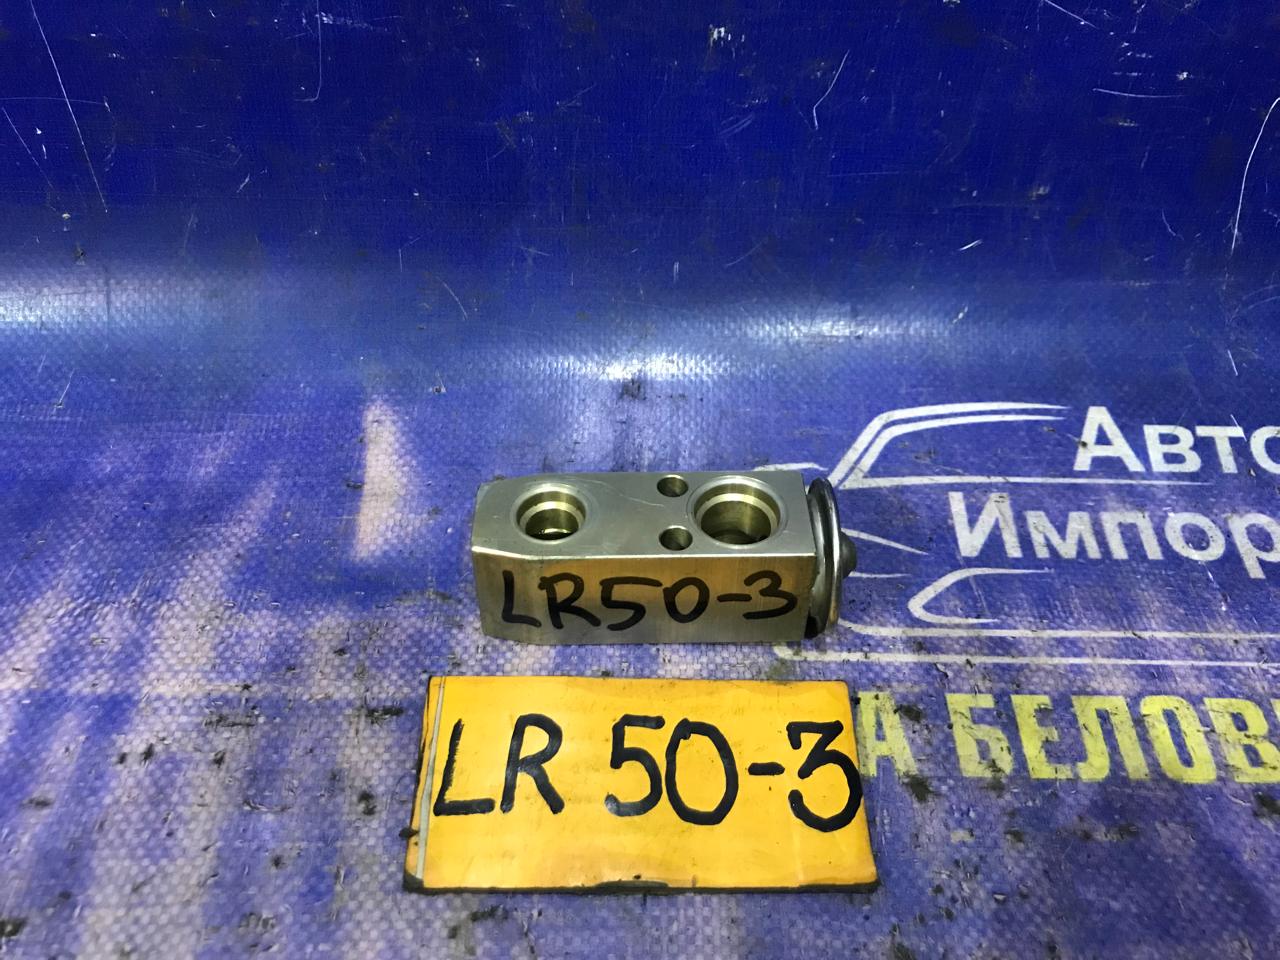 Авто
Импор
LR50-3
А БЕЛОВ
LR 50-3